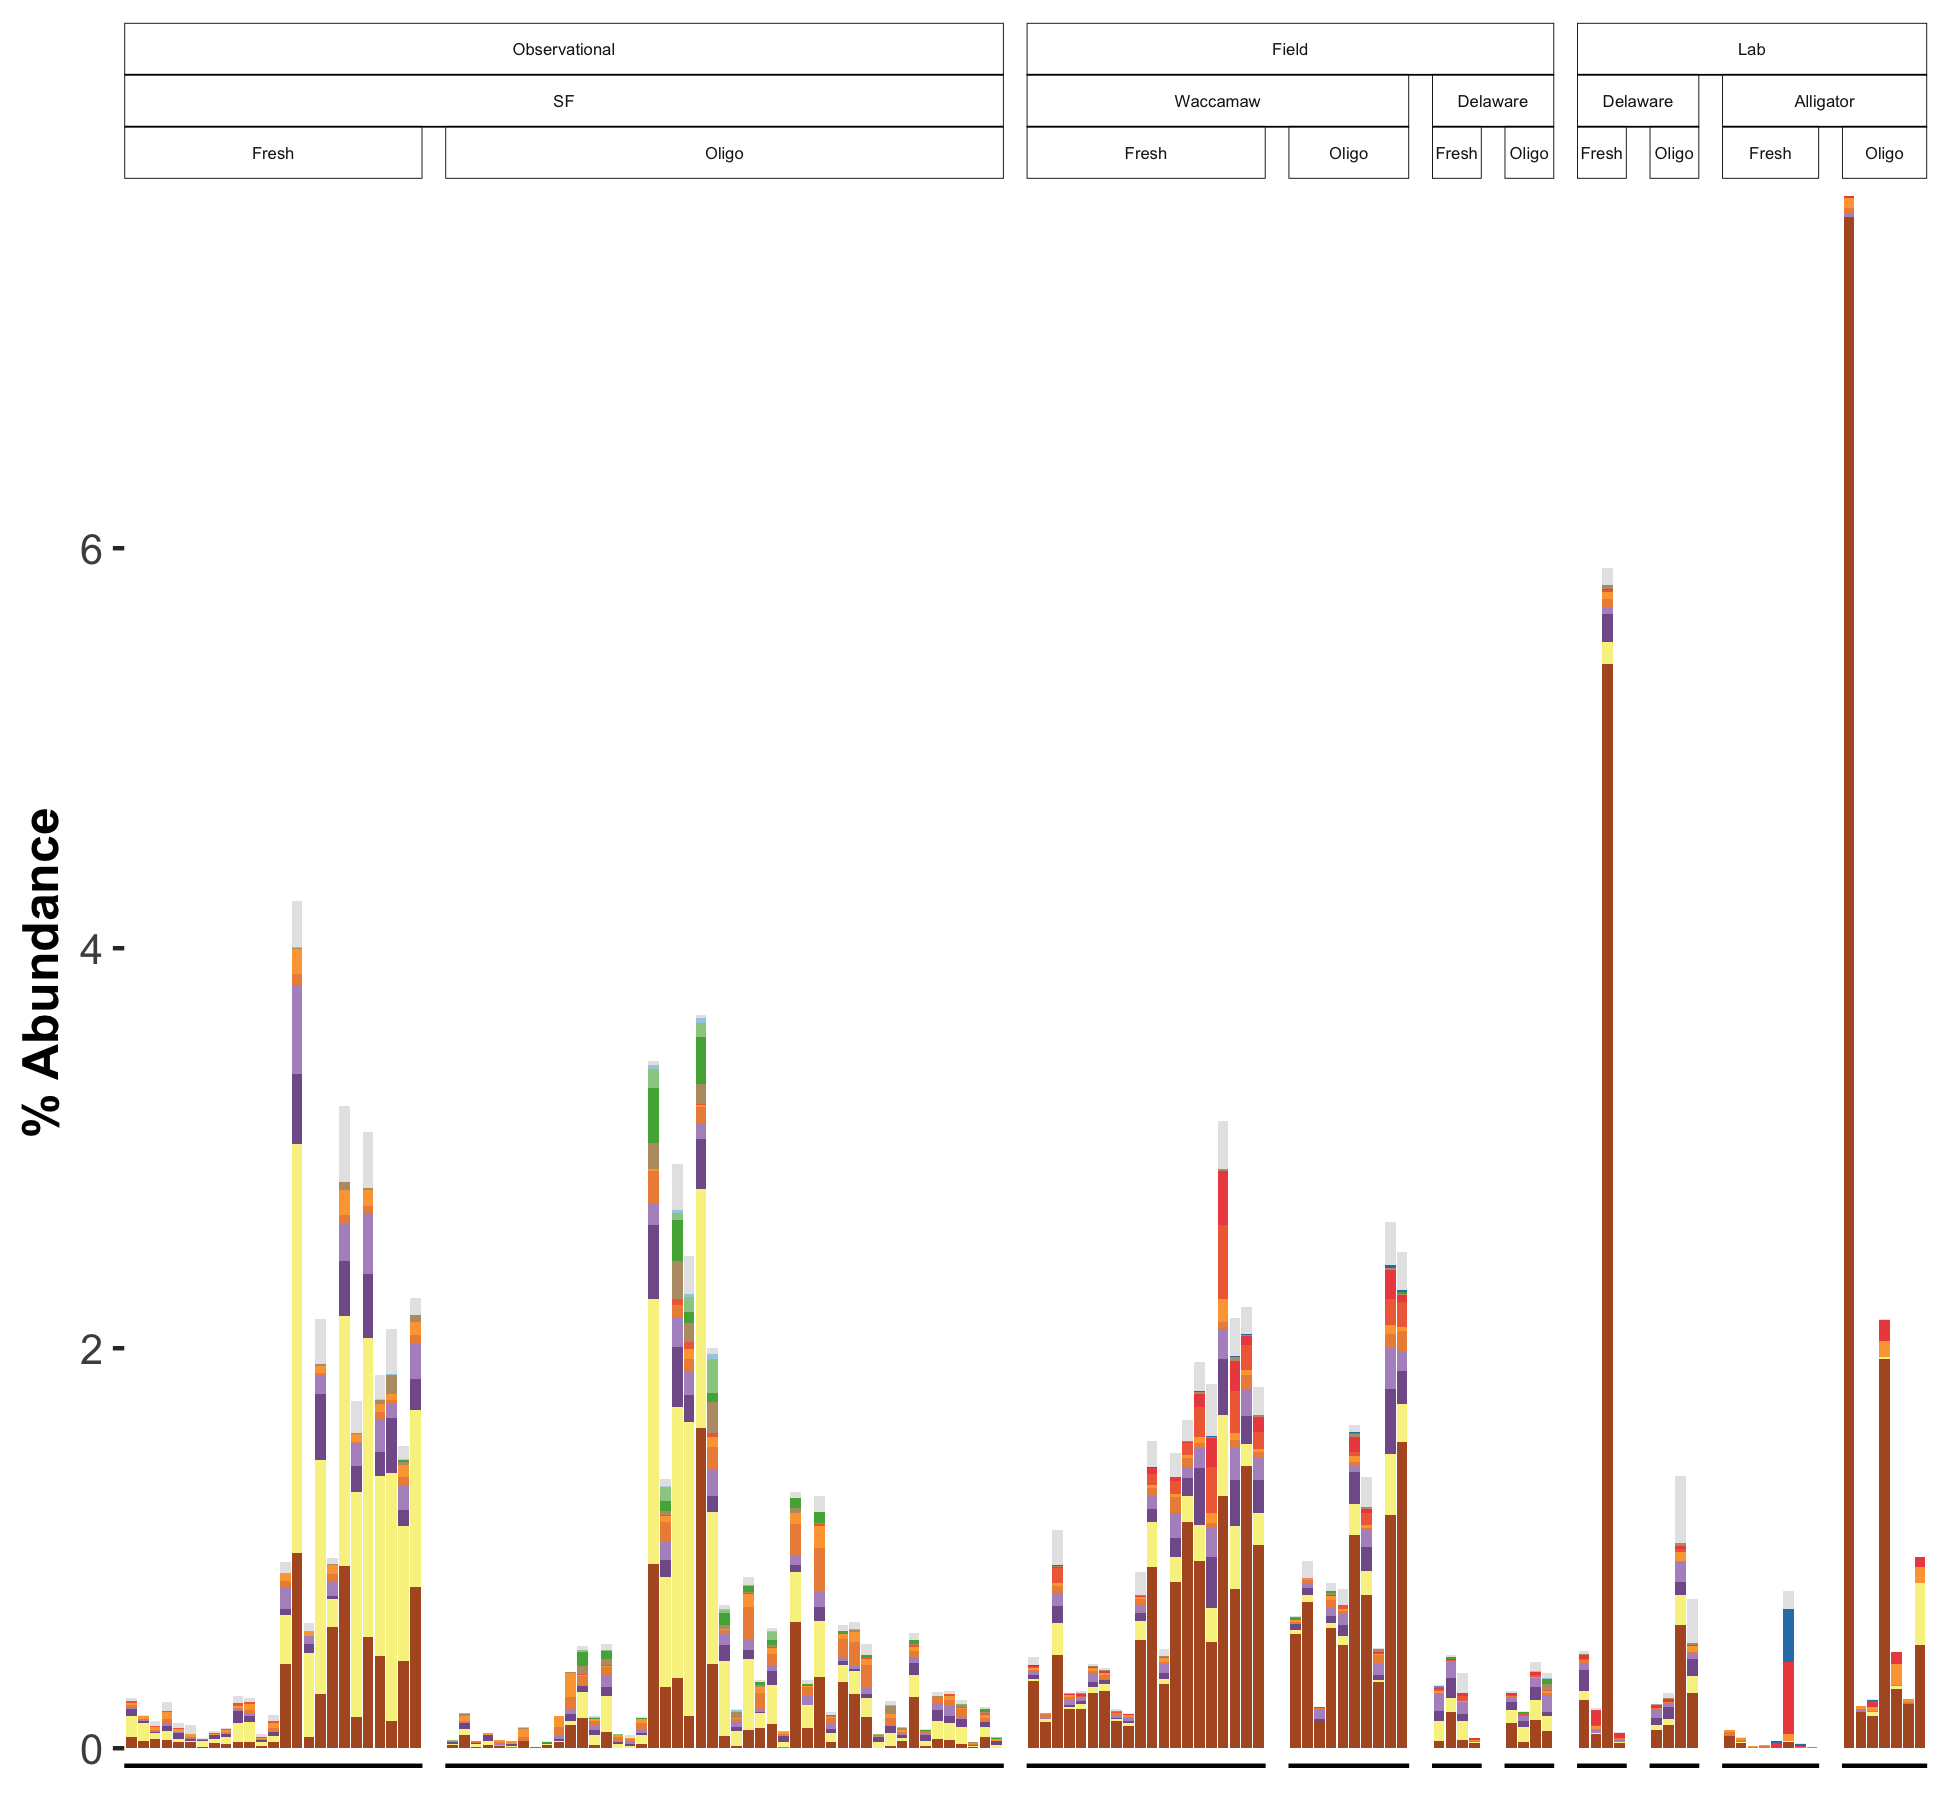 Observational Field Lab
SF Waccamaw Delaware Delaware Alligator
Fresh Oligo Fresh Oligo Fresh Oligo Fresh Oligo Fresh Oligo
% Abundance
6
4
2
0